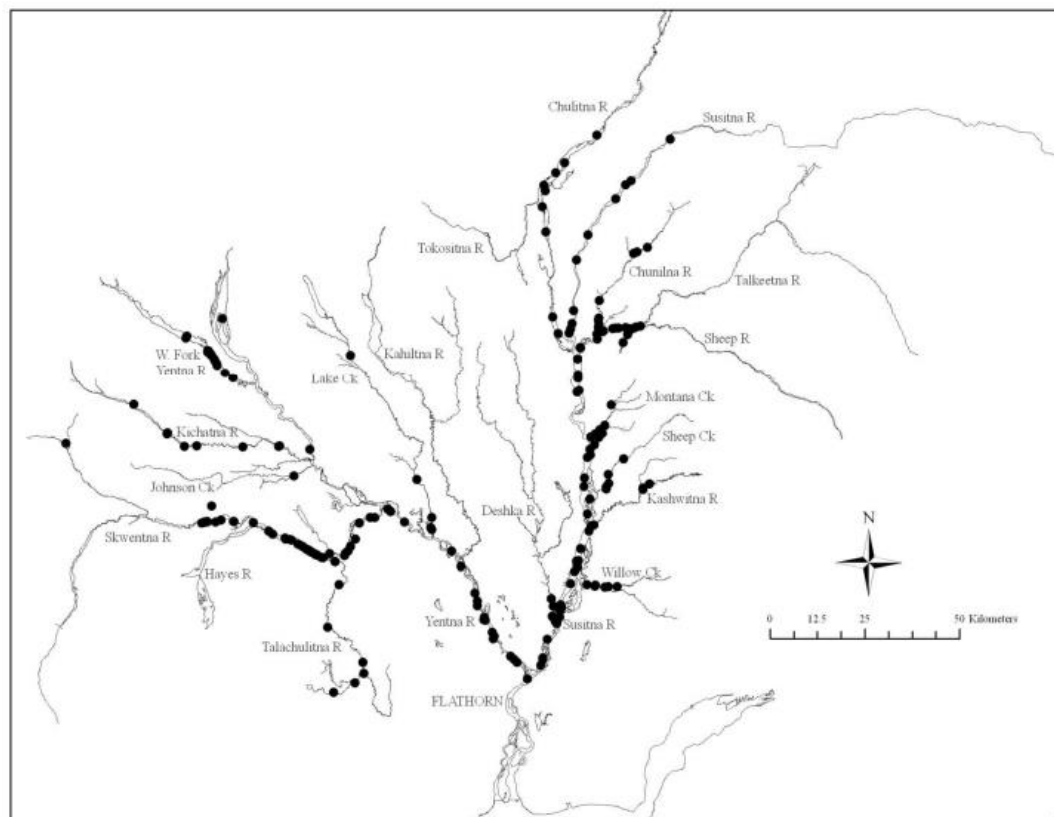 Chulitna R
Susitna R
Tokositna R
Chunilna R
Talkeetna R
Sheep R
W. Fork
Yentna R
Lake Ck
Kahiltna R
Montana Ck
Sheep Ck
Kichatna R
Johnson Ck
Kashwitna R
Deshka R
Skwentna R
Hayes R
Willow Ck
Yentna R
Susitna R
Talachulitna R
FLATHORN
N
0 12.5 25 50 Kilometers